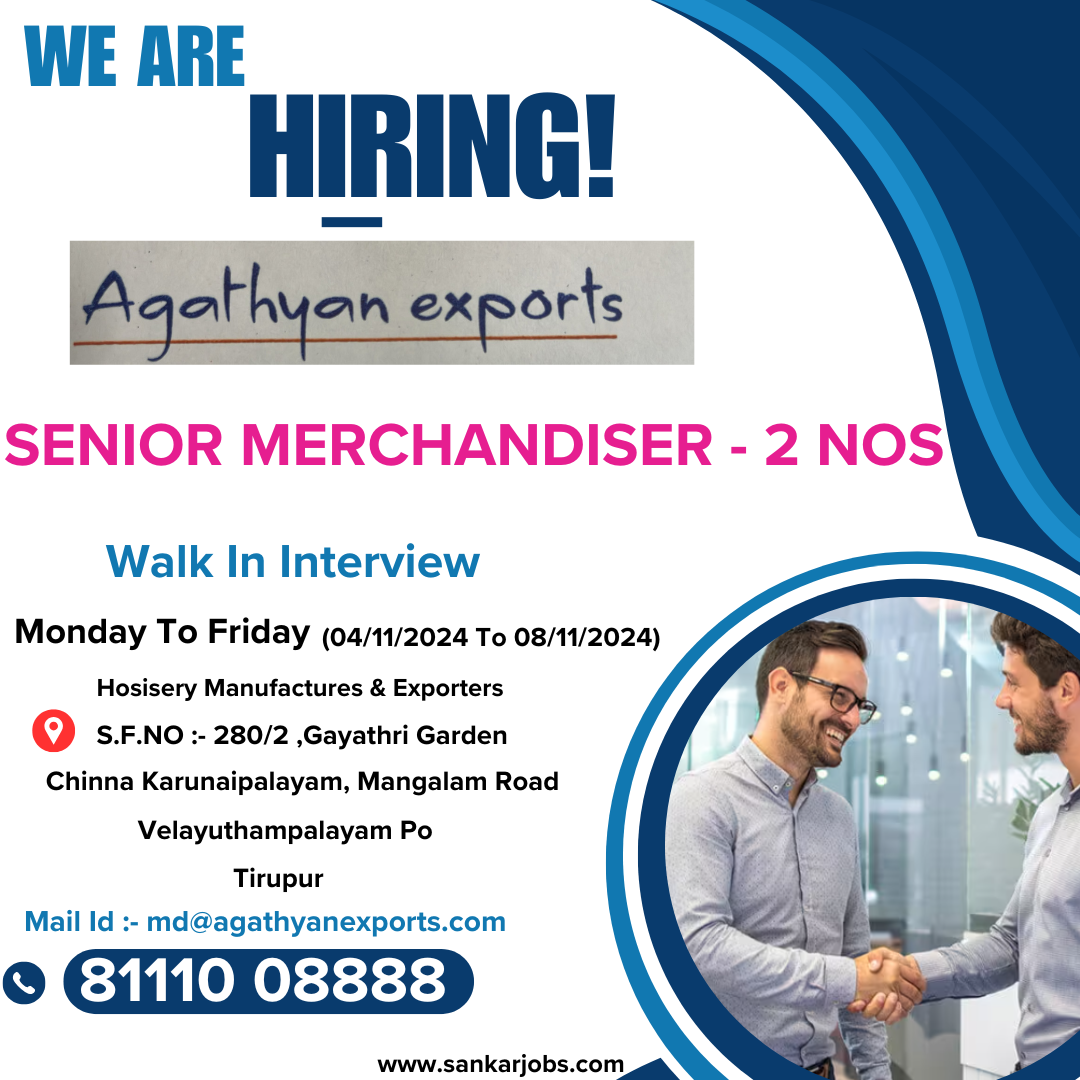 WE ARE
HIRING!
Agathyan exports
SENIOR MERCHANDISER - 2 NOS
Walk In Interview
Monday To Friday (04/11/2024 To 08/11/2024)
Hosisery Manufactures & Exporters
S.F.NO :- 280/2 ,Gayathri Garden
Chinna Karunaipalayam, Mangalam Road
Velayuthampalayam Po
Tirupur
Mail Id :- md@agathyanexports.com
81110 08888
www.sankarjobs.com